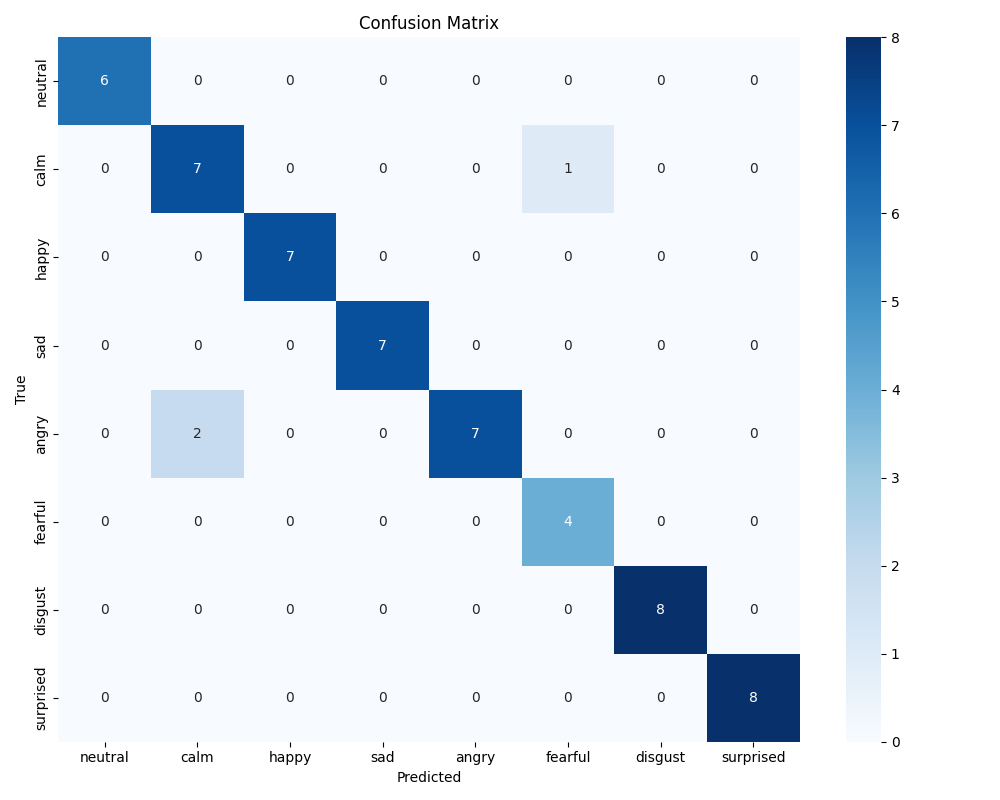 Confusion Matrix
neutral 6 0 0 0 0 0 0 0
calm 0 7 0 0 0 1 0 0
happy 0 0 7 0 0 0 0 0
sad 0 0 0 7 0 0 0 0
angry 0 2 0 0 7 0 0 0
fearful 0 0 0 0 0 4 0 0
disgust 0 0 0 0 0 0 8 0
surprised 0 0 0 0 0 0 0 8
True
neutral calm happy sad angry fearful disgust surprised
Predicted
8
7
6
5
4
3
2
1
0